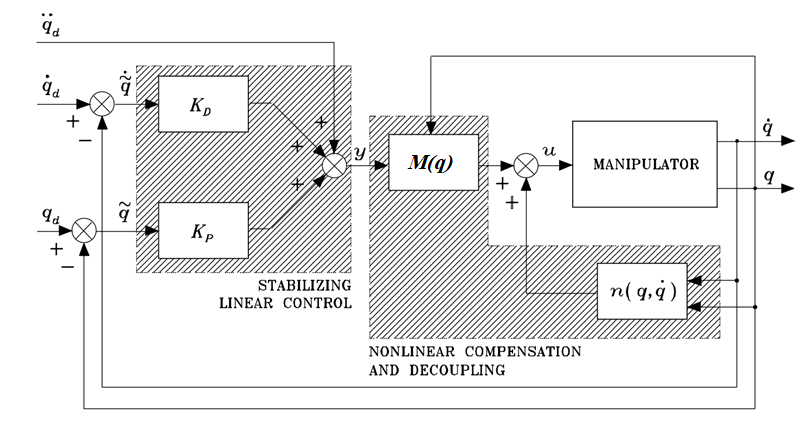 q̈_d
q̇_d
+
−
q̃̇
K_D
+
+
+
y
M(q)
+
+
u
MANIPULATOR
q̇
q
q_d
+
−
q̃
K_P
n(q,q̇)
STABILIZING
LINEAR CONTROL
NONLINEAR COMPENSATION
AND DECOUPLING